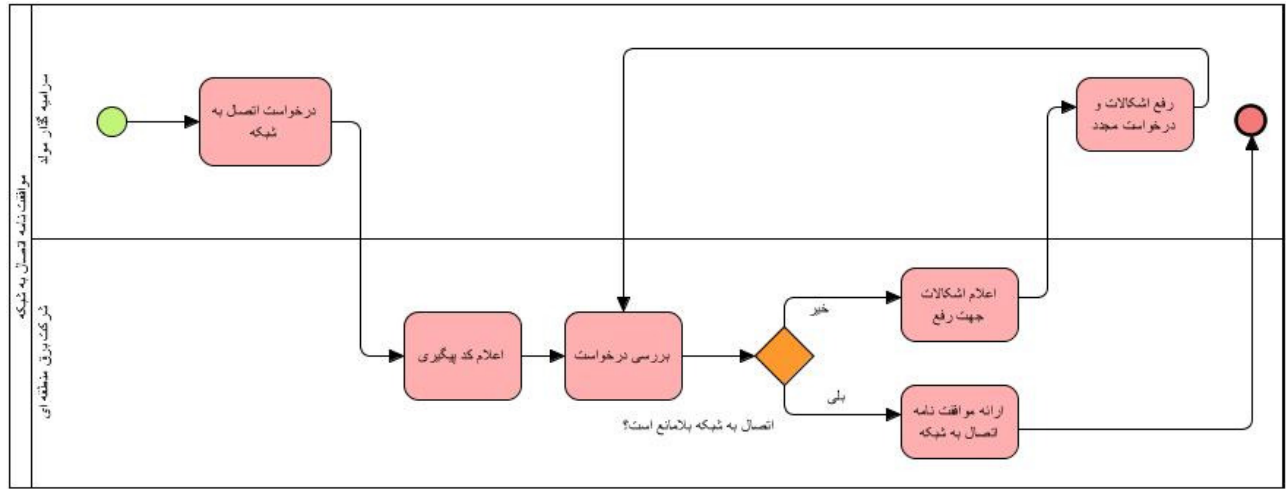 موافقت نامه اتصال به شبکه
سرامیه گذار مولد
شرکت برق منطقه ای
درخواست اتصال به
شبکه
اعلام کد پیگیری
بررسی درخواست
اتصال به شبکه بلامانع است؟
خیر
اعلام اشکالات
جهت رفع
رفع اشکالات و
درخواست مجدد
بلی
ارائه موافقت نامه
اتصال به شبکه